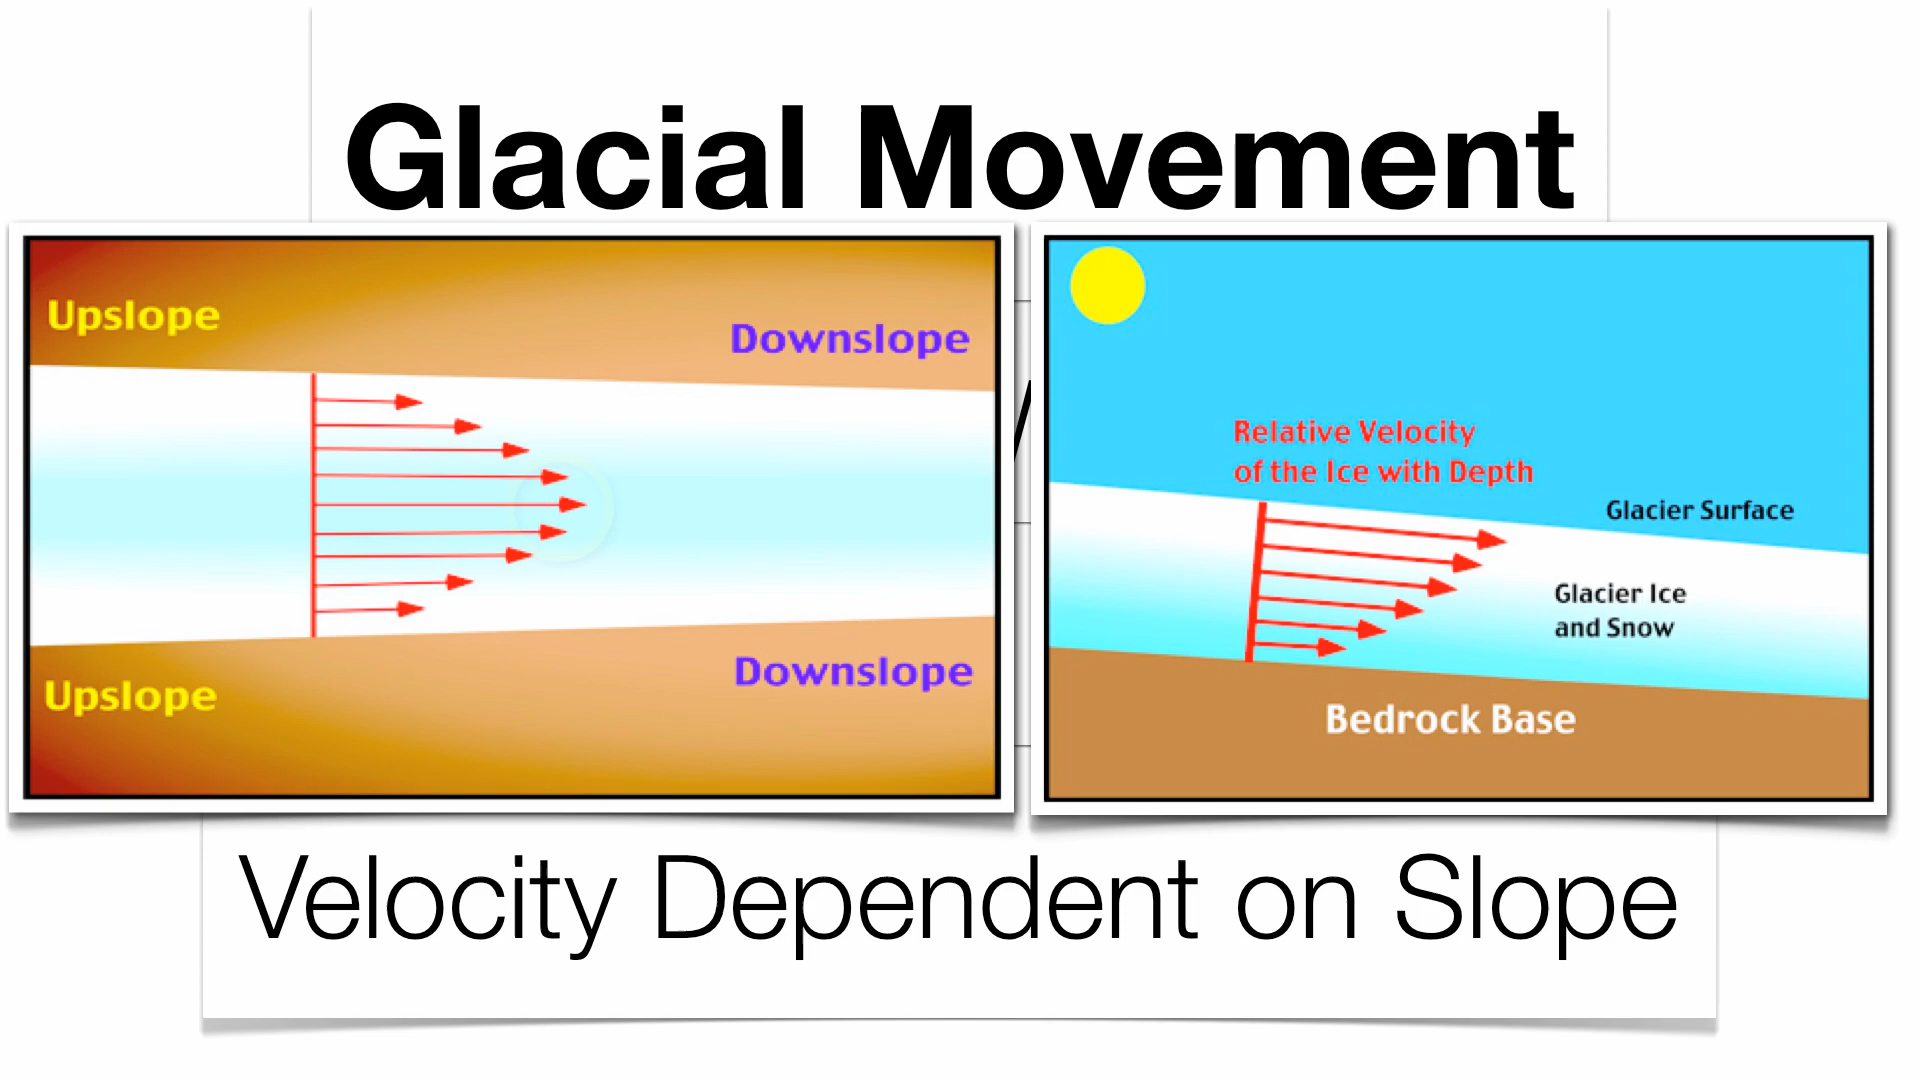 Glacial Movement
Upslope
Downslope
Upslope
Downslope
Relative Velocity
of the Ice with Depth
Glacier Surface
Glacier Ice
and Snow
Bedrock Base
Velocity Dependent on Slope